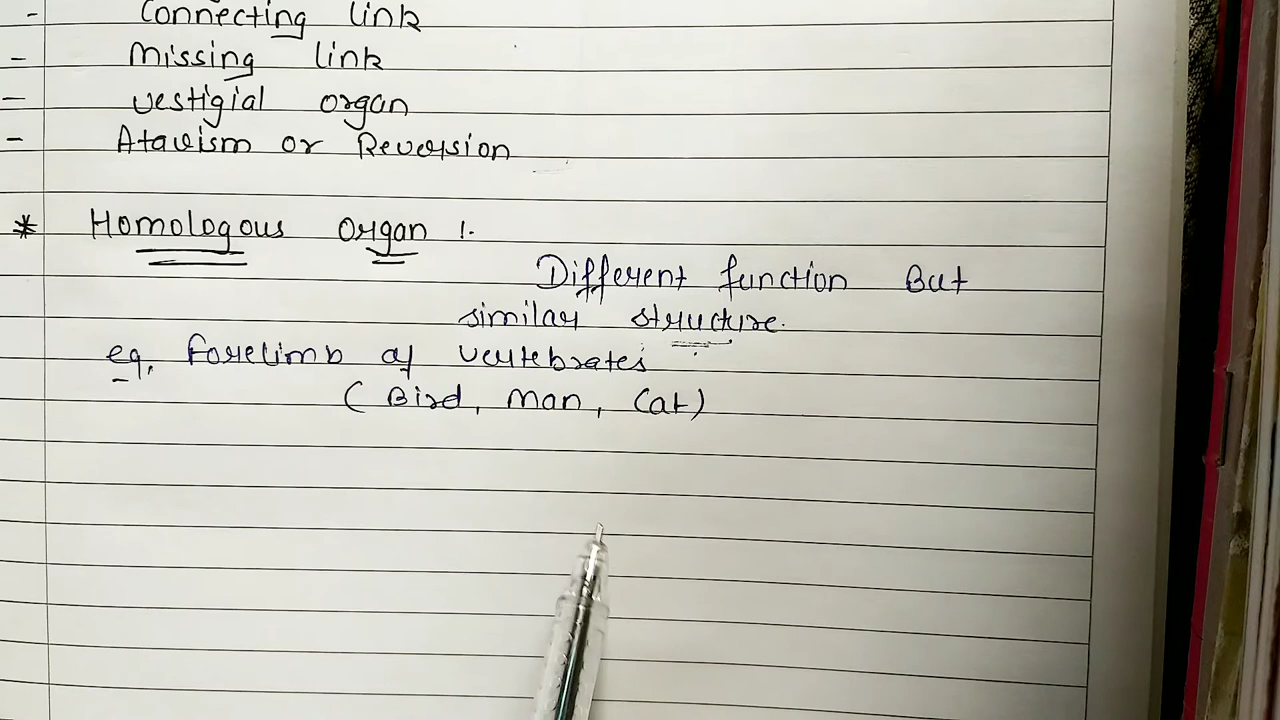 - Connecting link
- Missing link
- vestigial organ
- Atavism or Reversion
* Homologous Organ :-
Different function But
similar structure.
eg, forelimb of vertebrates
( Bird, Man, Cat)